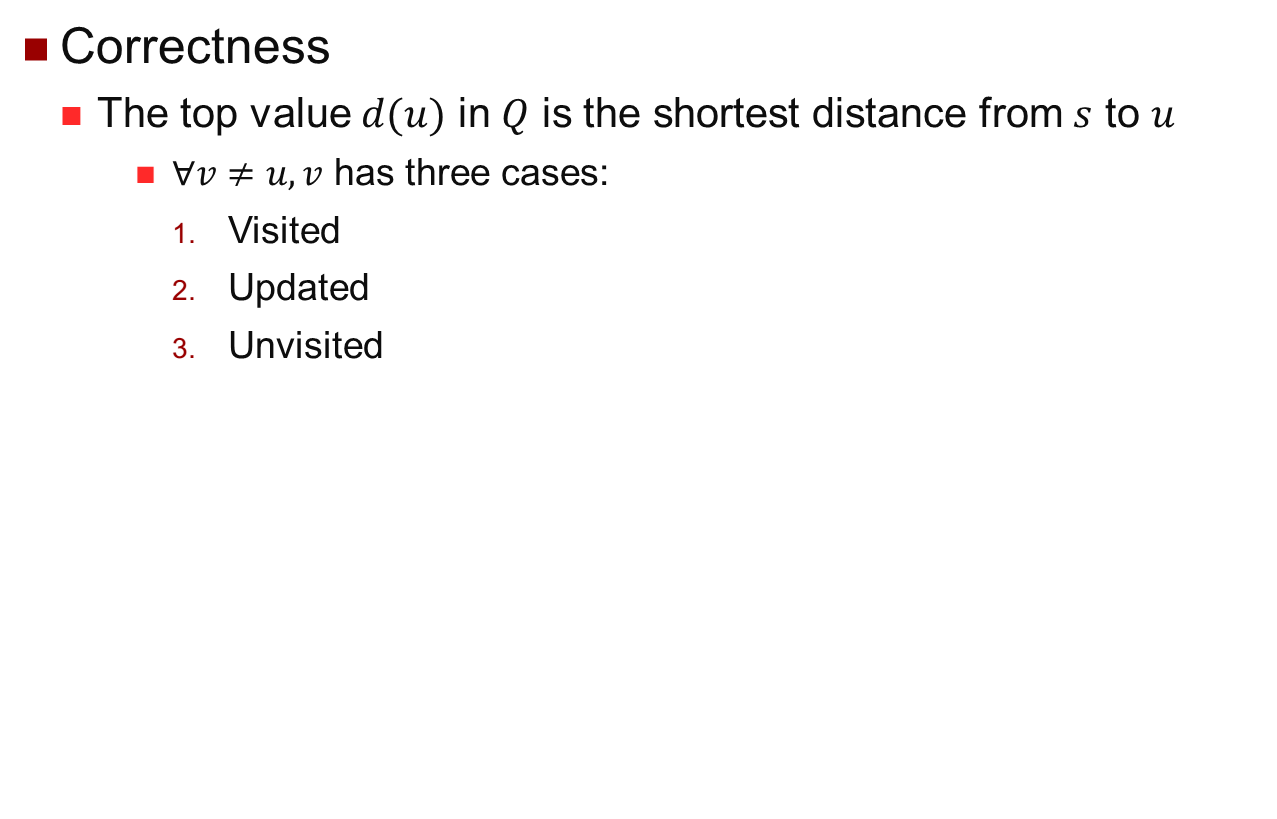 Correctness
The top value 𝑑(𝑢) in 𝑄 is the shortest distance from 𝑠 to 𝑢
∀𝑣 ≠ 𝑢, 𝑣 has three cases:
1. Visited
2. Updated
3. Unvisited